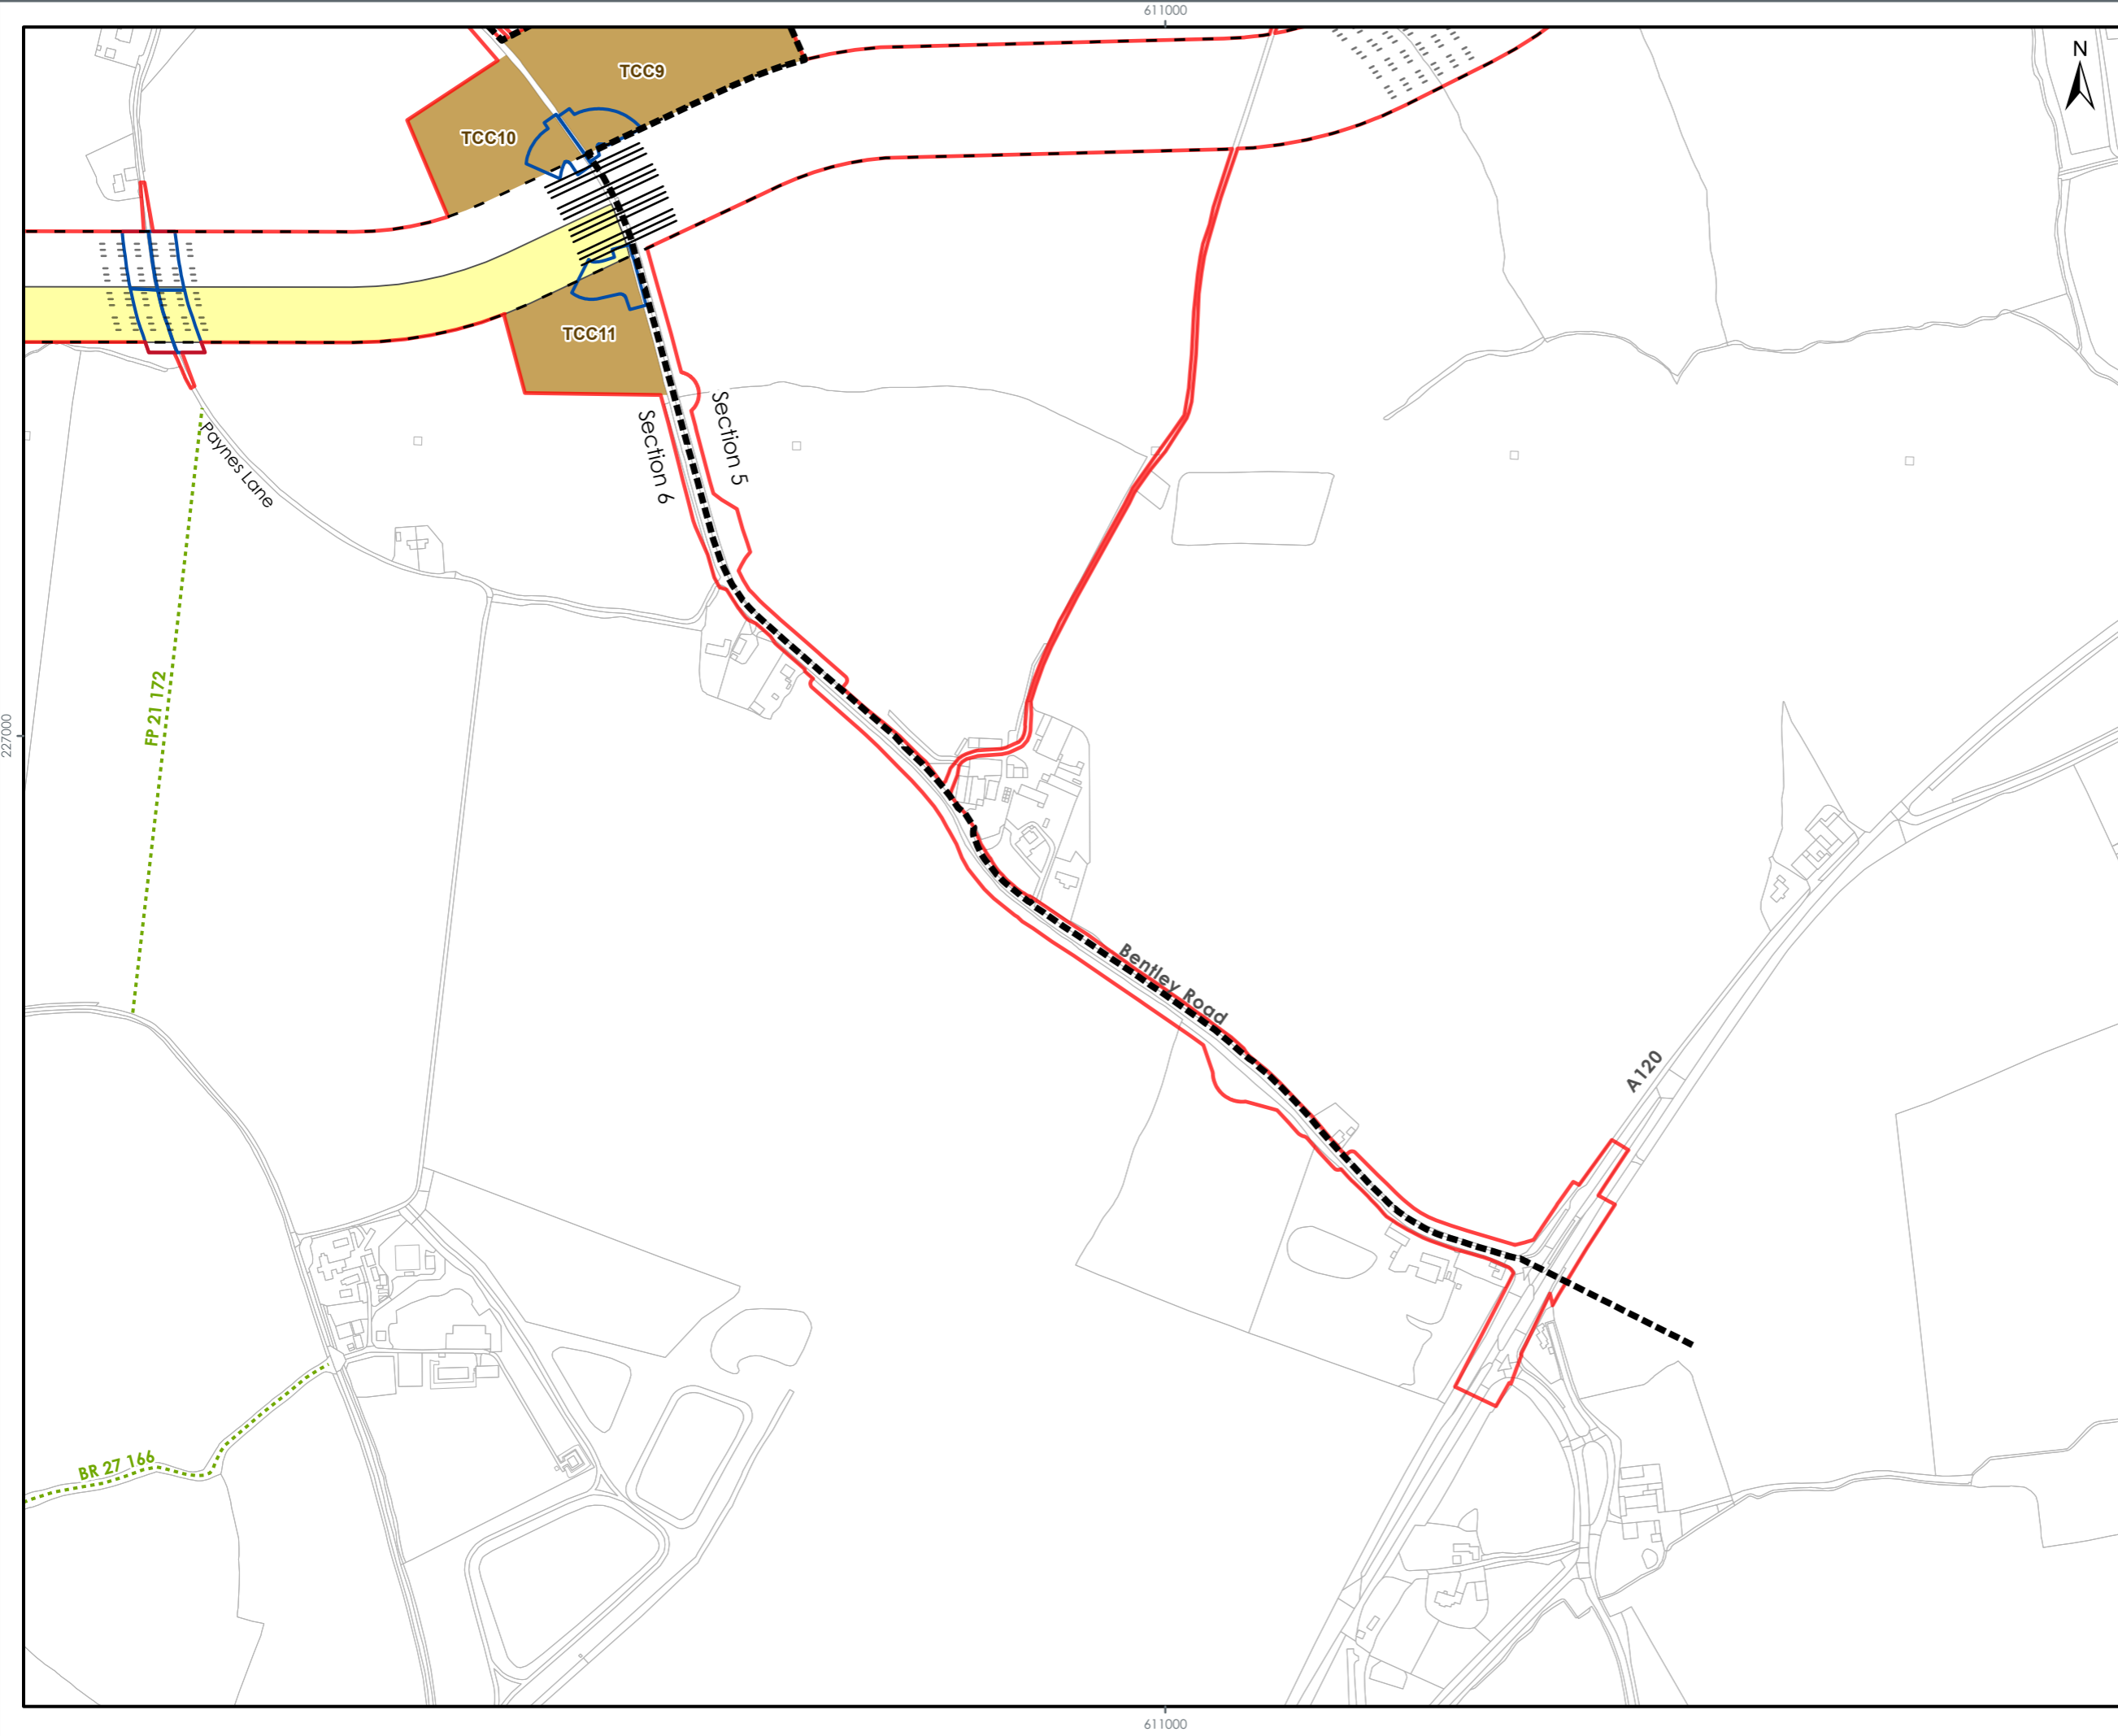 611000
N
TCC9
TCC10
TCC11
Section 5
Section 6
Paynes Lane
FP 21 172
227000
Bentley Road
A120
BR 27 166
611000